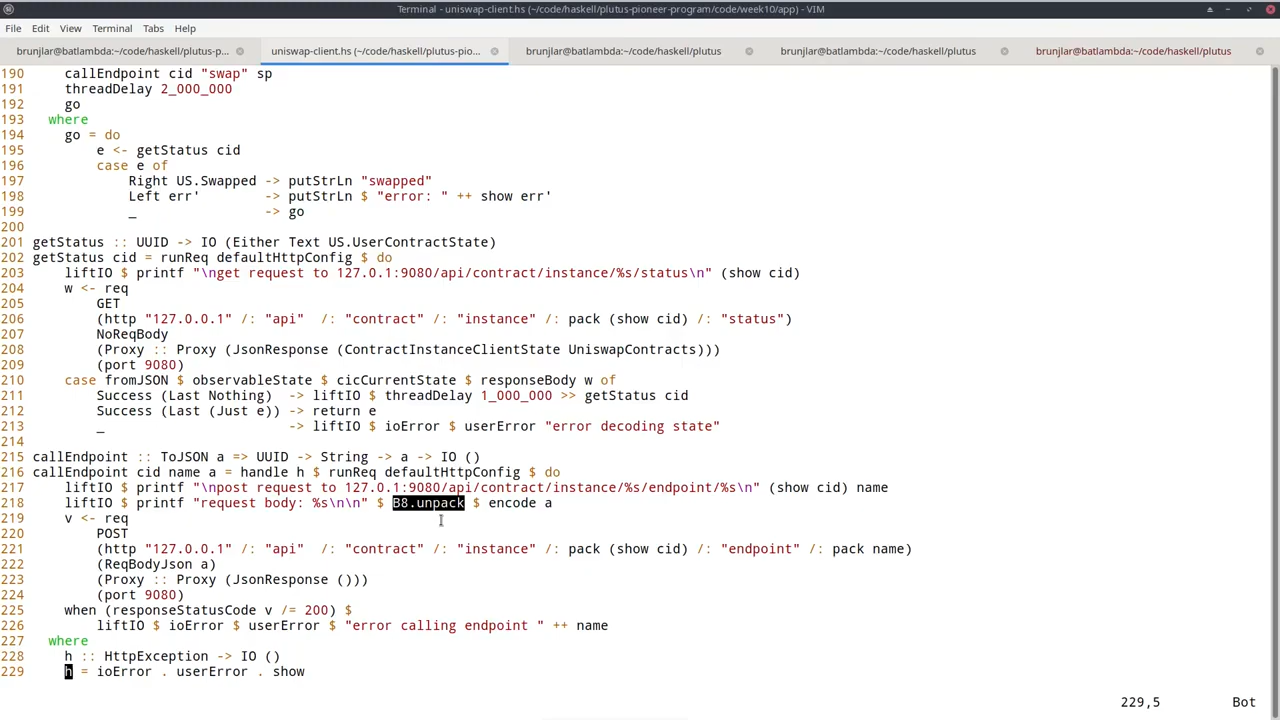 Terminal - uniswap-client.hs (~/code/haskell/plutus-pioneer-program/code/week10/app) - VIM
File Edit View Terminal Tabs Help
brunjlar@batlambda:~/code/haskell/plutus-p... uniswap-client.hs (~/code/haskell/plutus-pio... brunjlar@batlambda:~/code/haskell/plutus brunjlar@batlambda:~/code/haskell/plutus brunjlar@batlambda:~/code/haskell/plutus
190     callEndpoint cid "swap" sp
191     threadDelay 2_000_000
192     go
193   where
194     go = do
195         e <- getStatus cid
196         case e of
197             Right US.Swapped -> putStrLn "swapped"
198             Left err'        -> putStrLn $ "error: " ++ show err'
199             _                -> go
200
201 getStatus :: UUID -> IO (Either Text US.UserContractState)
202 getStatus cid = runReq defaultHttpConfig $ do
203     liftIO $ printf "\nget request to 127.0.1:9080/api/contract/instance/%s/status\n" (show cid)
204     w <- req
205         GET
206         (http "127.0.0.1" /: "api"  /: "contract" /: "instance" /: pack (show cid) /: "status")
207         NoReqBody
208         (Proxy :: Proxy (JsonResponse (ContractInstanceClientState UniswapContracts)))
209         (port 9080)
210     case fromJSON $ observableState $ cicCurrentState $ responseBody w of
211         Success (Last Nothing)  -> liftIO $ threadDelay 1_000_000 >> getStatus cid
212         Success (Last (Just e)) -> return e
213         _                       -> liftIO $ ioError $ userError "error decoding state"
214
215 callEndpoint :: ToJSON a => UUID -> String -> a -> IO ()
216 callEndpoint cid name a = handle h $ runReq defaultHttpConfig $ do
217     liftIO $ printf "\npost request to 127.0.1:9080/api/contract/instance/%s/endpoint/%s\n" (show cid) name
218     liftIO $ printf "request body: %s\n\n" $ B8.unpack $ encode a
219     v <- req
220         POST
221         (http "127.0.0.1" /: "api"  /: "contract" /: "instance" /: pack (show cid) /: "endpoint" /: pack name)
222         (ReqBodyJson a)
223         (Proxy :: Proxy (JsonResponse ()))
224         (port 9080)
225     when (responseStatusCode v /= 200) $
226         liftIO $ ioError $ userError $ "error calling endpoint " ++ name
227   where
228     h :: HttpException -> IO ()
229     h = ioError . userError . show
229,5 Bot